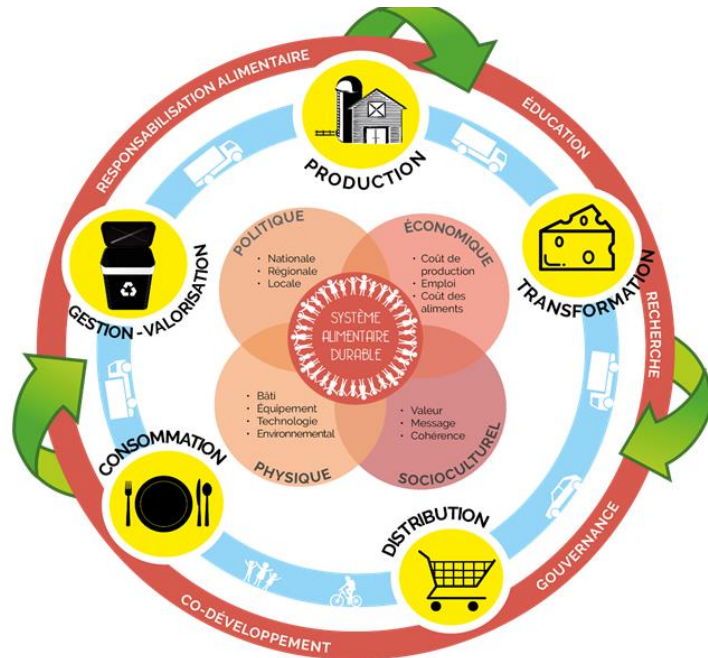 RESPONSABILISATION ALIMENTAIRE
ÉDUCATION
PRODUCTION
POLITIQUE
• Nationale
• Régionale
• Locale
ÉCONOMIQUE
• Coût de
production
• Emploi
• Coût des
aliments
TRANSFORMATION
RECHERCHE
GESTION - VALORISATION
SYSTÈME
ALIMENTAIRE
DURABLE
• Bâti
• Équipement
• Technologie
• Environnemental
PHYSIQUE
• Valeur
• Message
• Cohérence
SOCIOCULTUREL
CONSOMMATION
DISTRIBUTION
GOUVERNANCE
CO-DÉVELOPPEMENT